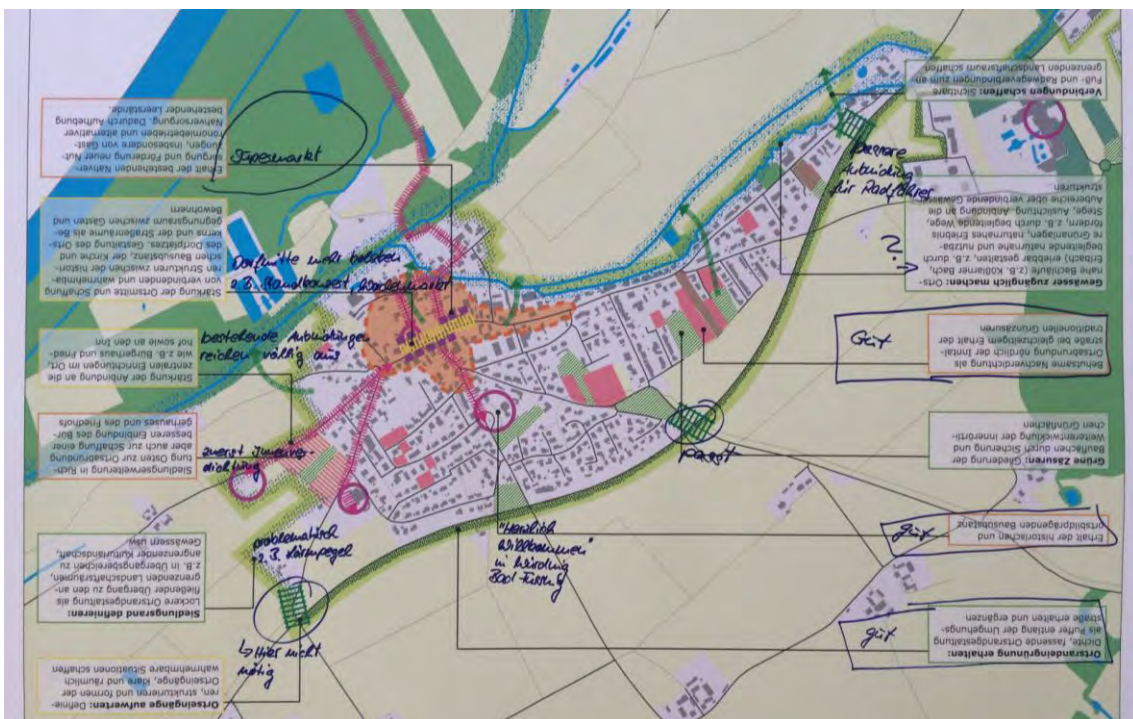 Erhalt der bestehenden Nahver-
sorgung und Förderung neuer Nut-
zungen, insbesondere von Gast-
ronomiebetrieben und alternativer
Nahversorgung. Dadurch Aufhebung
bestehender Leerstände.
Supermarkt
Stärkung der Ortsmitte und Schaffung
von verbindenden und wahrnehmba-
ren Strukturen zwischen der histori-
schen Bausubstanz, der Kirche und
des Dorfplatzes. Gestaltung des Orts-
kerns und der Straßenräume als Be-
gegnungsraum zwischen Gästen und
Bewohnern
Dorfmitte mehr beleben
z.B. Wochenmarkt
Stärkung der Anbindung an die
zentralen Einrichtungen im Ort,
wie z.B. Bürgerhaus und Fried-
hof sowie an den Inn
bestehende Anbindungen
reichen völlig aus
Siedlungserweiterung in Rich-
tung Osten zur Ortsabrundung
aber auch zur Schaffung einer
besseren Einbindung des Bür-
gerhauses und des Friedhofs
zuerst Innenver-
dichtung
Siedlungsrand definieren:
Lockere Ortsrandgestaltung als
fließender Übergang zu den an-
grenzenden Landschaftsräumen,
z.B. in Übergangsbereichen zu
angrenzender Kulturlandschaft,
Gewässern usw.
problematisch
z.B. Lärmpegel
Ortseingänge aufwerten: Definie-
ren, strukturieren und formen der
Ortseingänge, klare und räumlich
wahrnehmbare Situationen schaffen
Hier nicht
nötig
"Herzlich
Willkommen"
in
Bad Füssing
passt
Verbindungen schaffen: Sichtbare
Fuß- und Radwegeverbindungen zum an-
grenzenden Landschaftsraum schaffen
bessere
Anbindung
für Radfahrer
Gewässer zugänglich machen: Orts-
nahe Bachläufe (z.B. Kößlarner Bach,
Erlbach) erlebbar gestalten, z.B. durch
begleitende naturnahe und nutzba-
re Grünanlagen, naturnahes Erlebnis
fördern, z.B. durch begleitende Wege,
Stege, Ausrichtung, Anbindung an die
Aubereiche über verbindende Gewässer-
strukturen.
?
Behutsame Nachverdichtung als
Ortsabrundung nördlich der Inntal-
straße bei gleichzeitigem Erhalt der
traditionellen Grünzäsuren
Gut
Grüne Zäsuren: Gliederung der
Bauflächen durch Sicherung und
Weiterentwicklung der innerörtli-
chen Grünflächen
Erhalt der historischen und
ortsbildprägenden Bausubstanz
gut
Ortsrandeingrünung erhalten:
Dichte, fassende Ortsrandgestaltung
als Puffer entlang der Umgehungs-
straße erhalten und ergänzen
gut